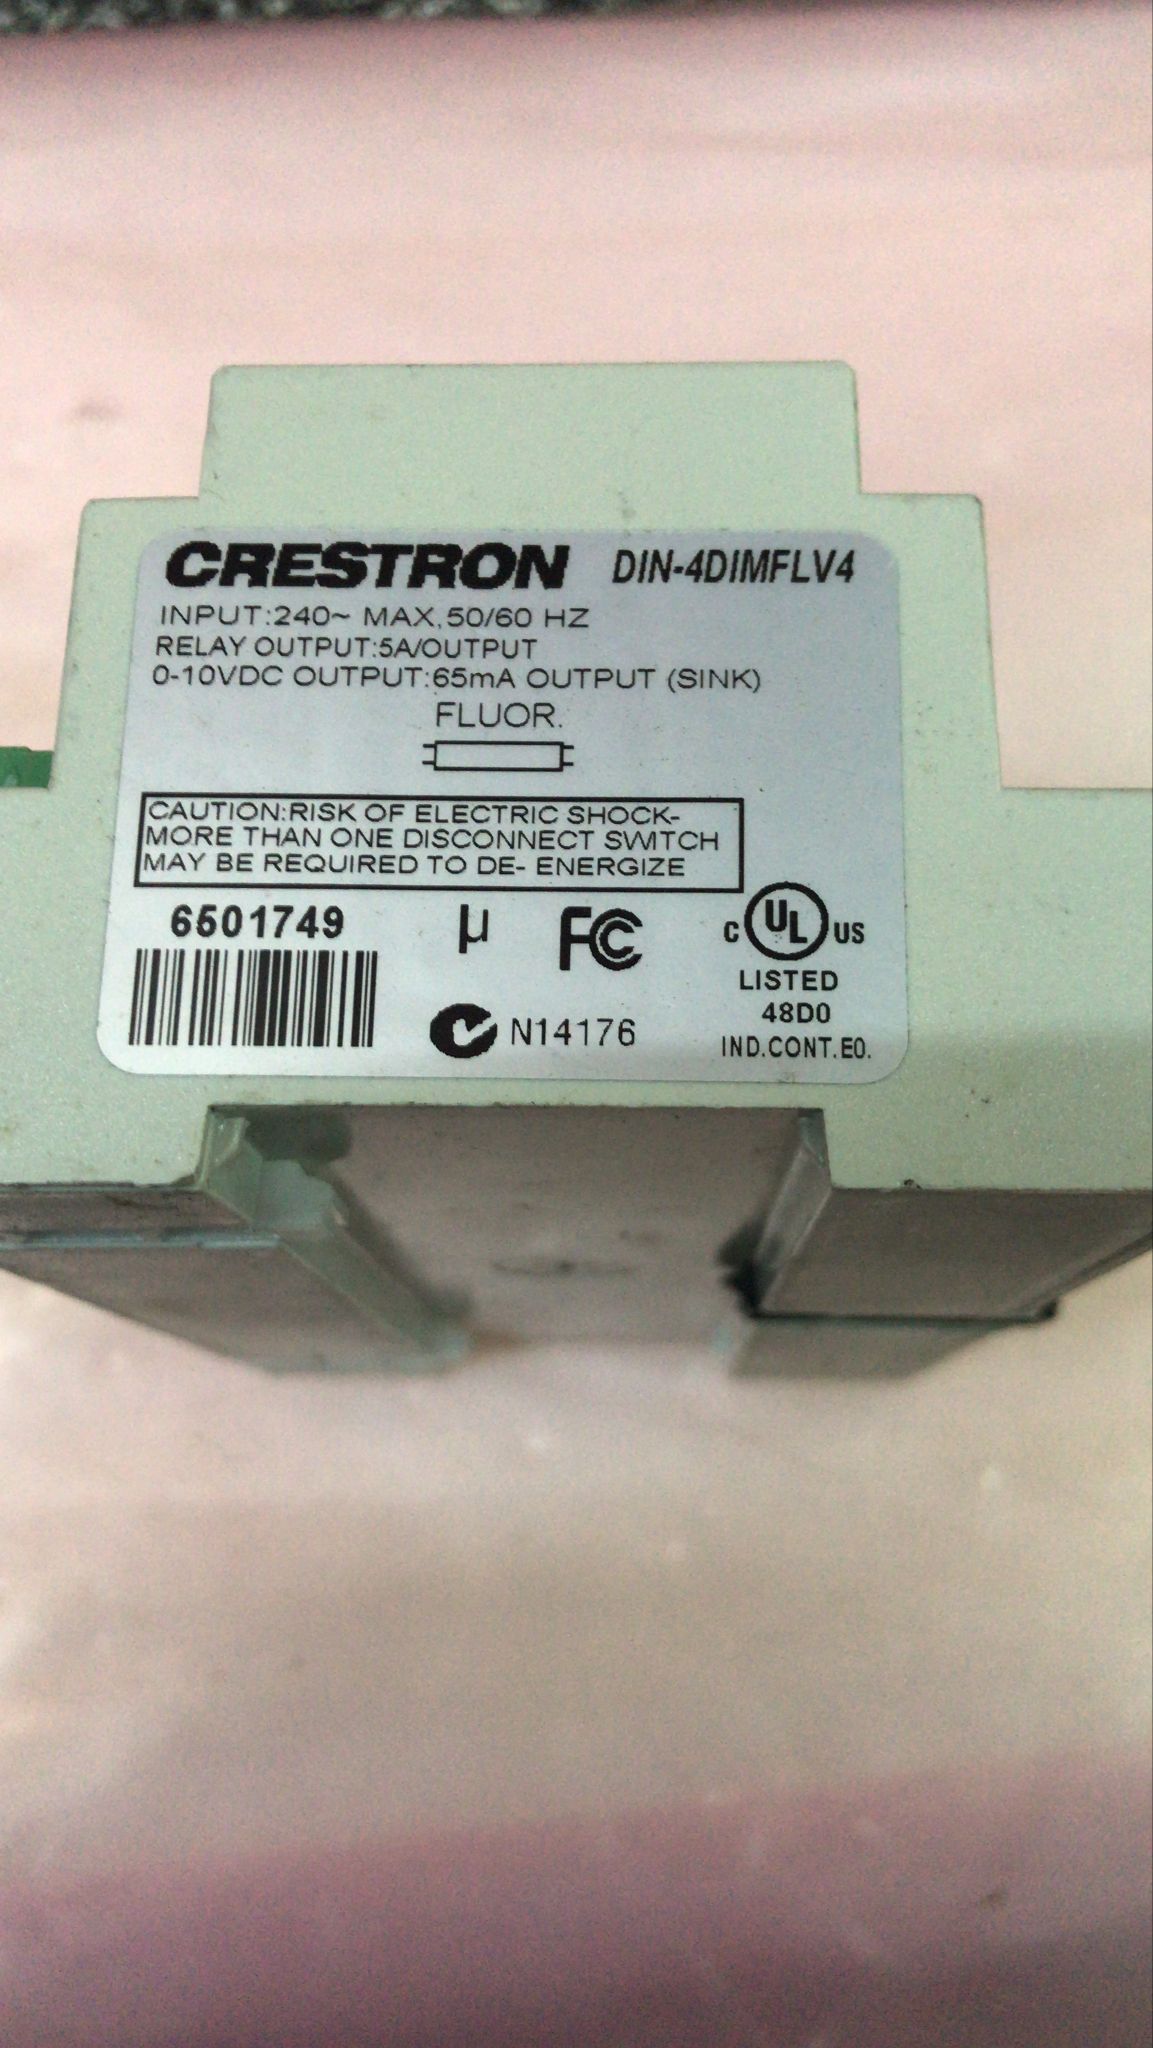 CRESTRON DIN-4DIMFLV4
INPUT:240~ MAX,50/60 HZ
RELAY OUTPUT:5A/OUTPUT
0-10VDC OUTPUT:65mA OUTPUT (SINK)
FLUOR.
CAUTION:RISK OF ELECTRIC SHOCK-
MORE THAN ONE DISCONNECT SWITCH
MAY BE REQUIRED TO DE- ENERGIZE
6501749
µ
FC
C UL US
LISTED
48D0
IND.CONT.EQ.
N14176